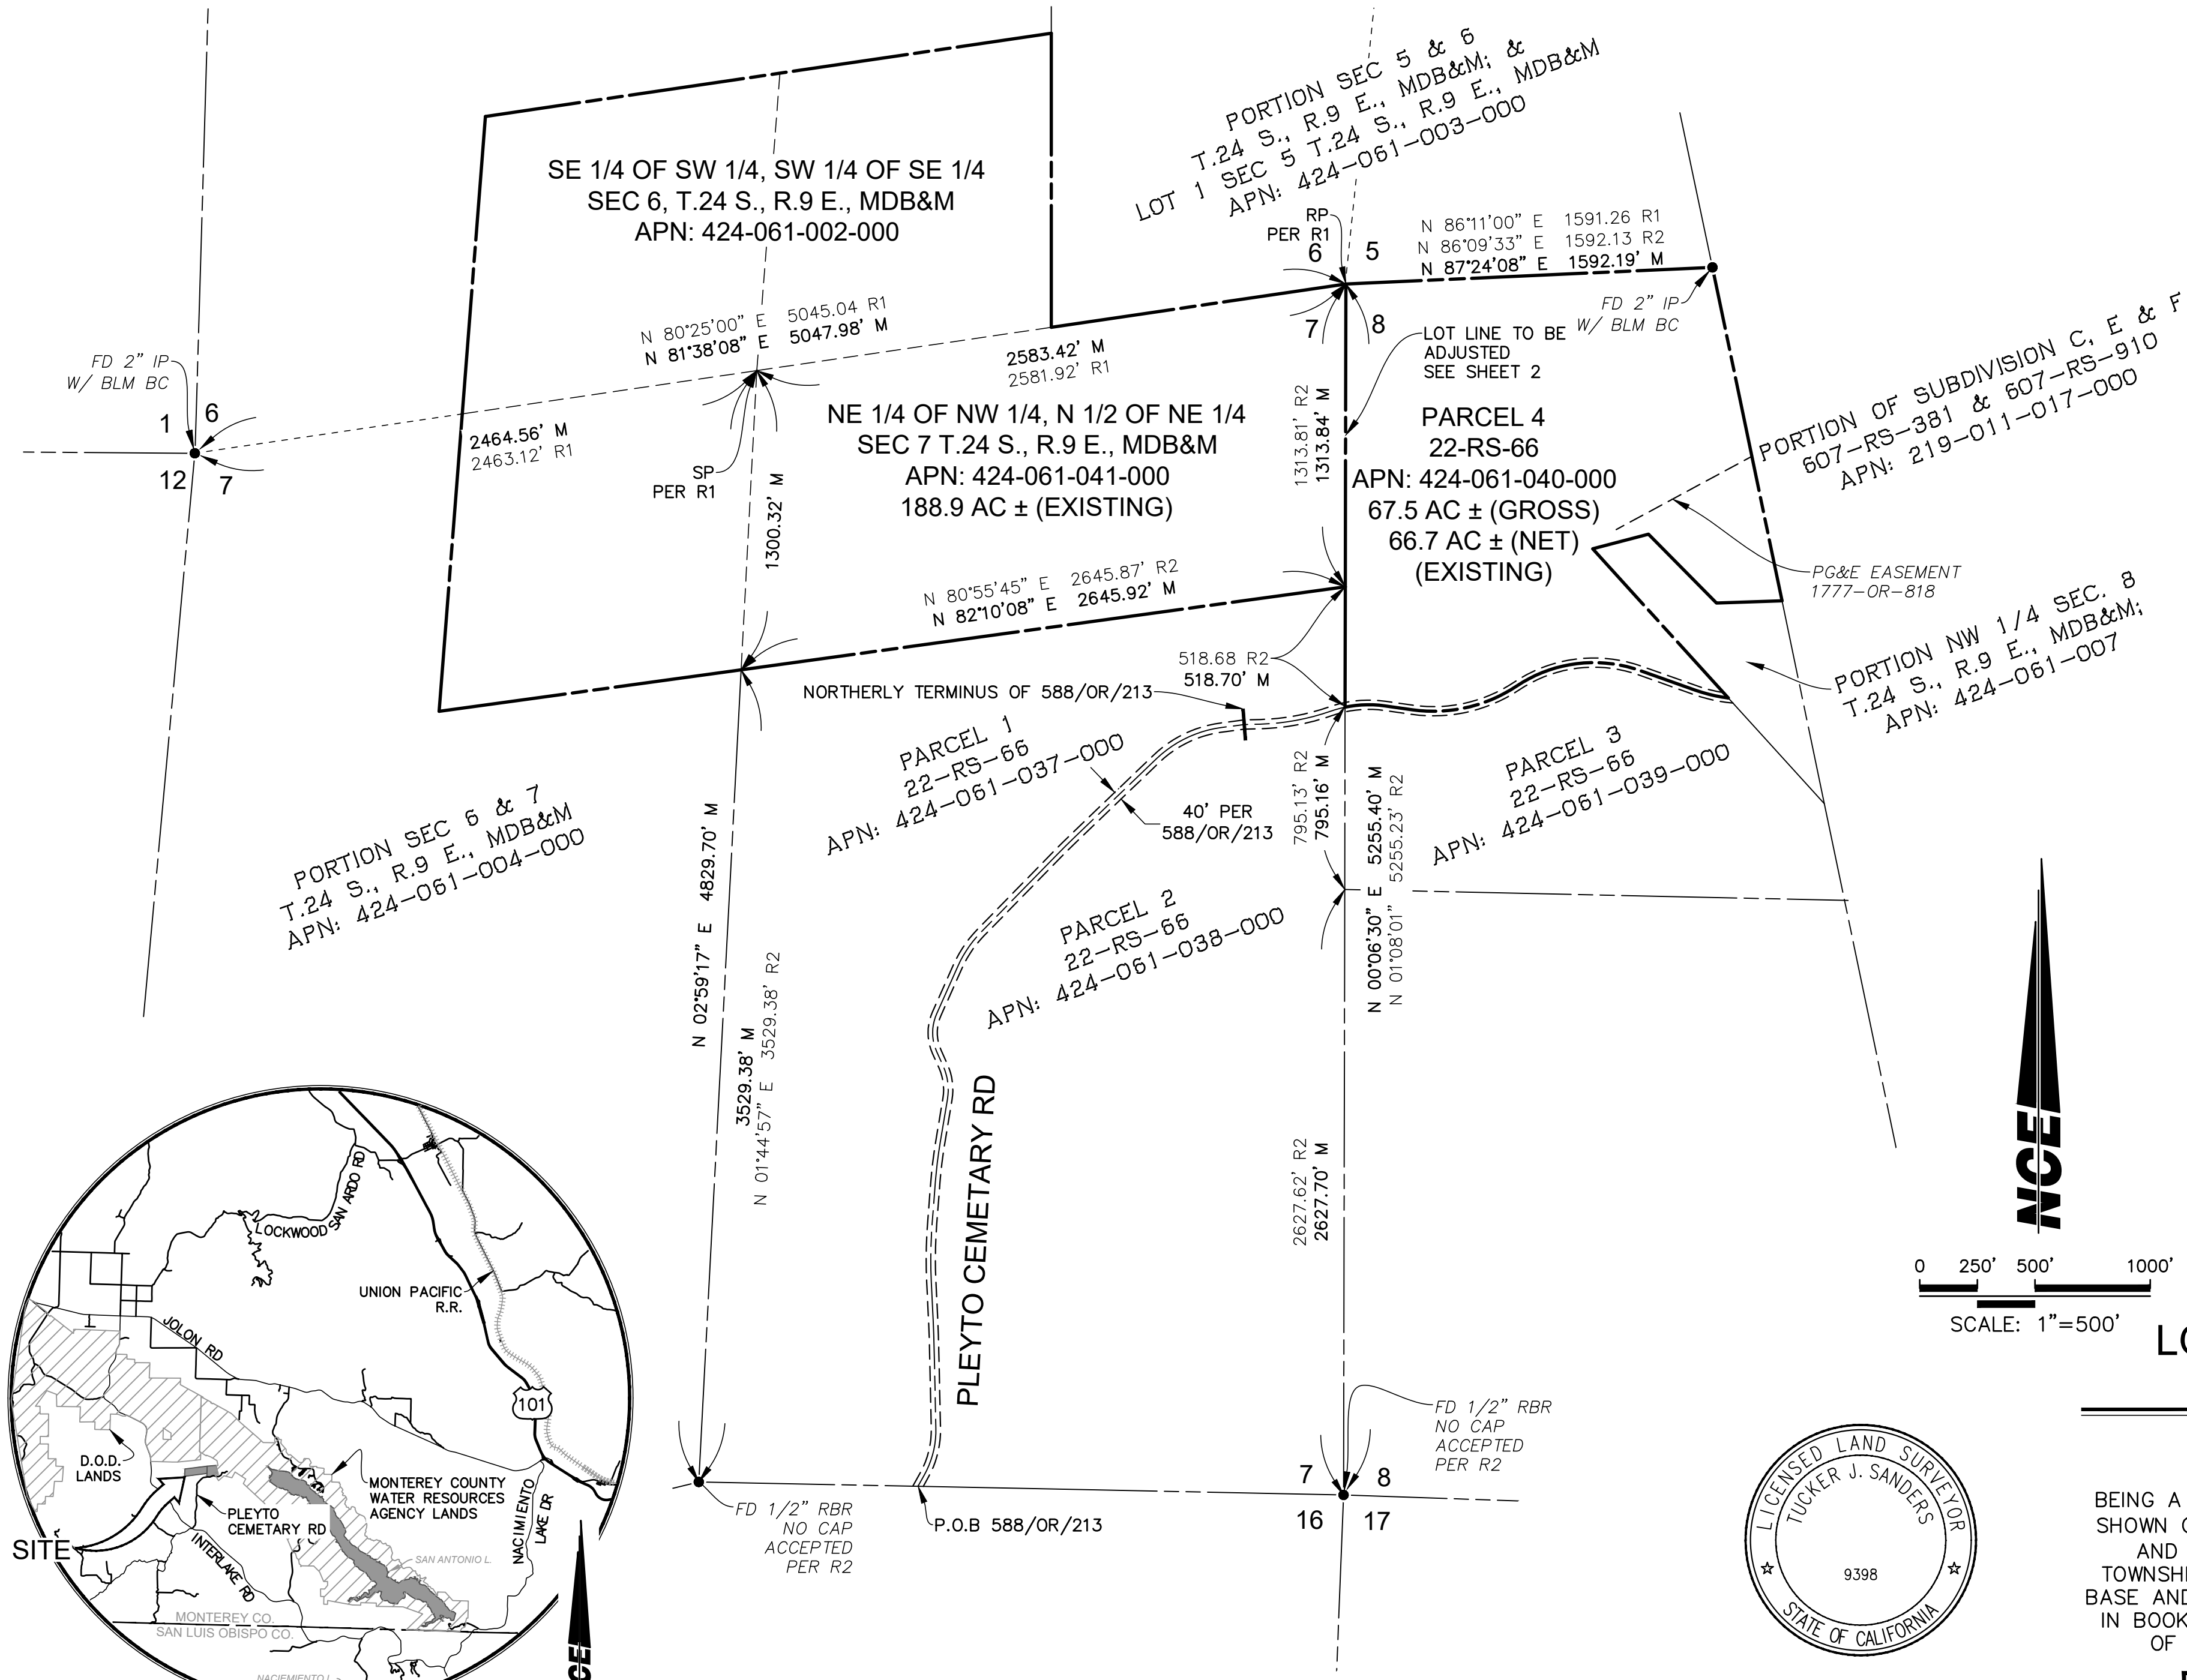 PORTION SEC 5 & 6
T.24 S., R.9 E., MDB&M; &
LOT 1 SEC 5 T.24 S., R.9 E., MDB&M
APN: 424-061-003-000
SE 1/4 OF SW 1/4, SW 1/4 OF SE 1/4
SEC 6, T.24 S., R.9 E., MDB&M
APN: 424-061-002-000
RP
PER R1
6
5
7
8
N 86°11'00" E 1591.26 R1
N 86°09'33" E 1592.13 R2
N 87°24'08" E 1592.19' M
FD 2" IP
W/ BLM BC
LOT LINE TO BE
ADJUSTED
SEE SHEET 2
N 80°25'00" E 5045.04 R1
N 81°38'08" E 5047.98' M
2583.42' M
2581.92' R1
FD 2" IP
W/ BLM BC
1
6
12
7
2464.56' M
2463.12' R1
SP
PER R1
1300.32' M
NE 1/4 OF NW 1/4, N 1/2 OF NE 1/4
SEC 7 T.24 S., R.9 E., MDB&M
APN: 424-061-041-000
188.9 AC ± (EXISTING)
1313.81' R2
1313.84' M
PARCEL 4
22-RS-66
APN: 424-061-040-000
67.5 AC ± (GROSS)
66.7 AC ± (NET)
(EXISTING)
PORTION OF SUBDIVISION C, E & F
607-RS-381 & 607-RS-910
APN: 219-011-017-000
PG&E EASEMENT
1777-OR-818
PORTION NW 1/4 SEC. 8
T.24 S., R.9 E., MDB&M;
APN: 424-061-007
N 80°55'45" E 2645.87' R2
N 82°10'08" E 2645.92' M
518.68 R2
518.70' M
NORTHERLY TERMINUS OF 588/OR/213
PARCEL 1
22-RS-66
APN: 424-061-037-000
40' PER
588/OR/213
795.13' R2
795.16' M
N 00°06'30" E 5255.40' M
N 01°08'01" 5255.23' R2
PARCEL 3
22-RS-66
APN: 424-061-039-000
PORTION SEC 6 & 7
T.24 S., R.9 E., MDB&M
APN: 424-061-004-000
N 02°59'17" E 4829.70' M
3529.38' M
N 01°44'57" E 3529.38' R2
PARCEL 2
22-RS-66
APN: 424-061-038-000
PLEYTO CEMETARY RD
2627.62' R2
2627.70' M
NCE
0 250' 500' 1000'
SCALE: 1"=500'
FD 1/2" RBR
NO CAP
ACCEPTED
PER R2
7
8
16
17
FD 1/2" RBR
NO CAP
ACCEPTED
PER R2
P.O.B 588/OR/213
LOCKWOOD SAN ARDO RD
UNION PACIFIC
R.R.
JOLON RD
101
D.O.D.
LANDS
MONTEREY COUNTY
WATER RESOURCES
AGENCY LANDS
PLEYTO
CEMETARY RD
SITE
INTERLAKE RD
SAN ANTONIO L.
NACIMIENTO
LAKE DR
MONTEREY CO.
SAN LUIS OBISPO CO.
NACIEMIENTO L.
CE
LICENSED LAND SURVEYOR
TUCKER J. SANDERS
9398
STATE OF CALIFORNIA
BEING A
SHOWN
AND
BASE AND
IN BOOK
OF